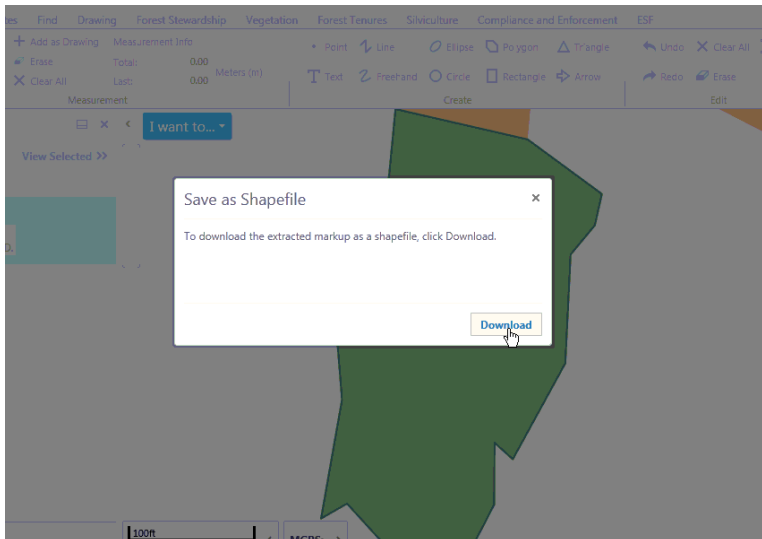 Find Drawing Forest Stewardship Vegetation Forest Tenures Silviculture Compliance and Enforcement ESF
Add as Drawing Measurement Info Point Line Ellipse Polygon Triangle Undo Clear All
Erase Total: 0.00 Meters (m)
Clear All Last: 0.00 Text Freehand Circle Rectangle Arrow Redo Erase
Measurement Create Edit
I want to...
View Selected
Save as Shapefile
To download the extracted markup as a shapefile, click Download.
Download
100ft